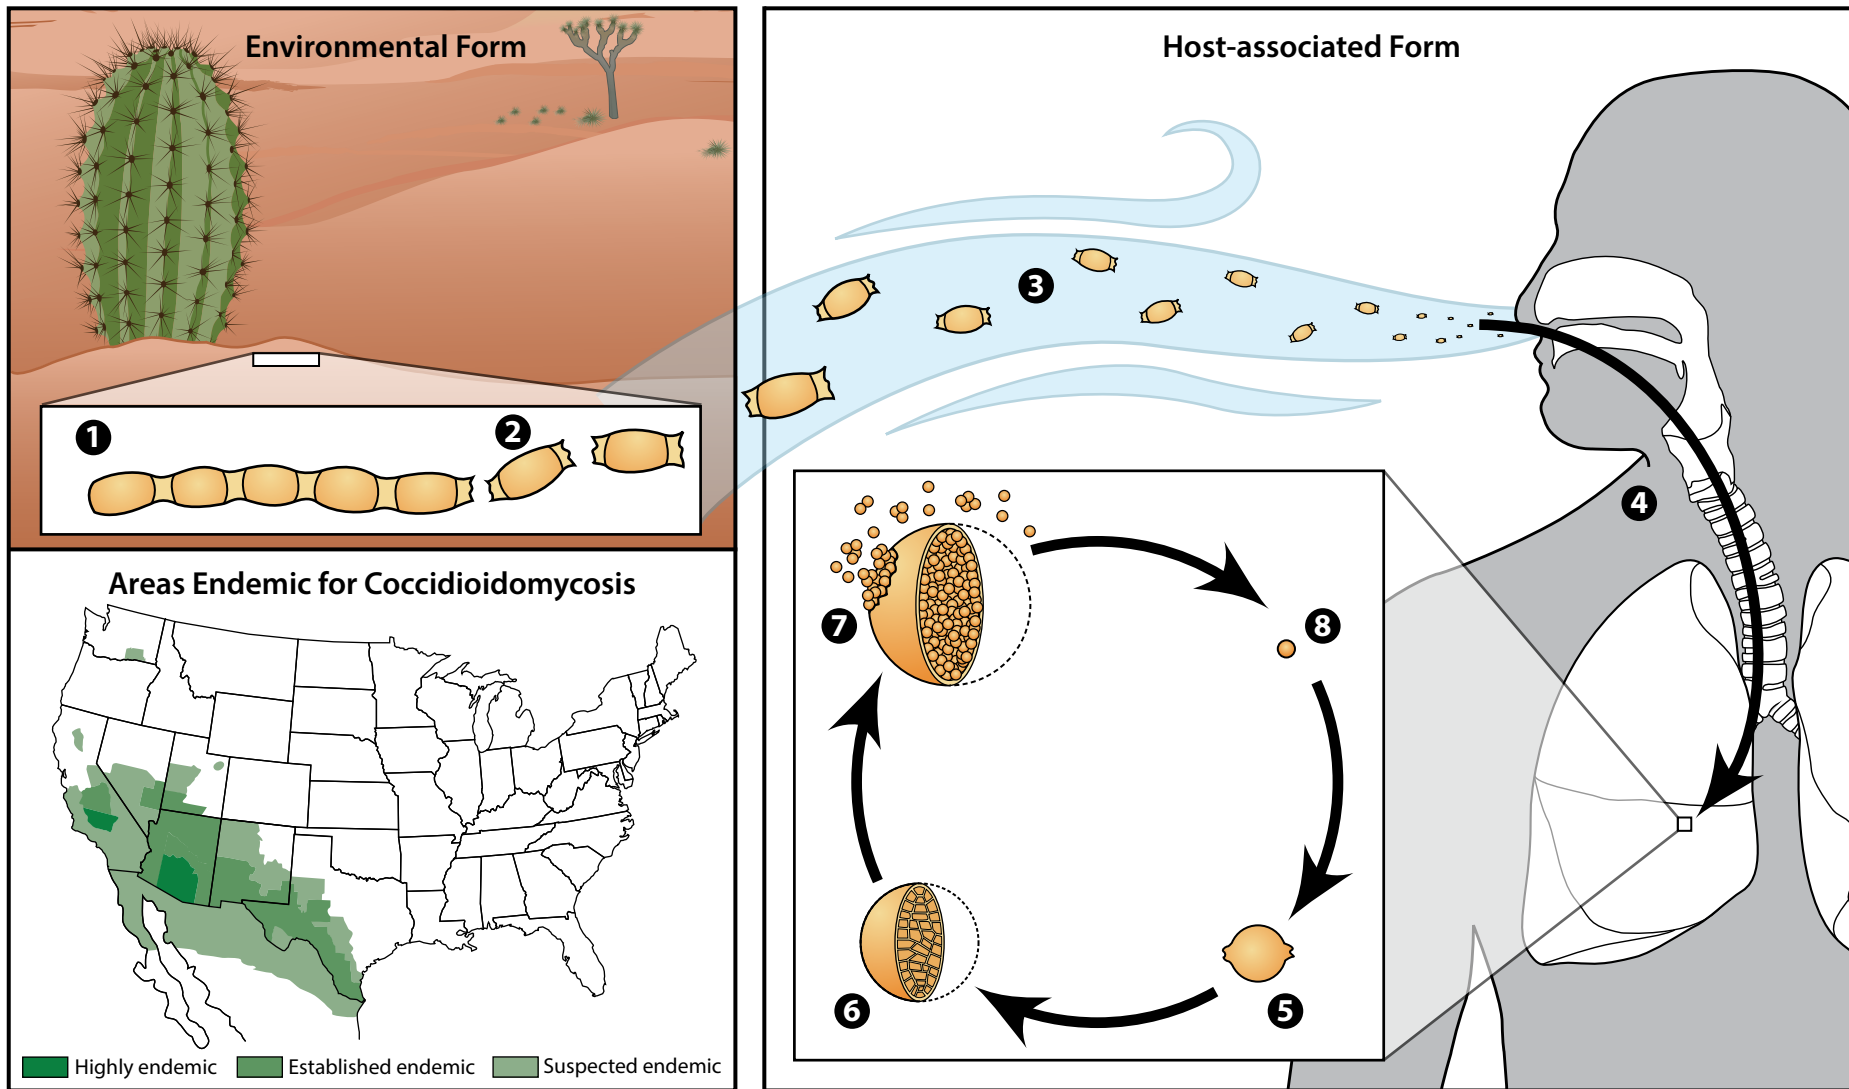 Environmental Form
1
2
Areas Endemic for Coccidioidomycosis
Highly endemic
Established endemic
Suspected endemic
Host-associated Form
3
4
7
8
6
5